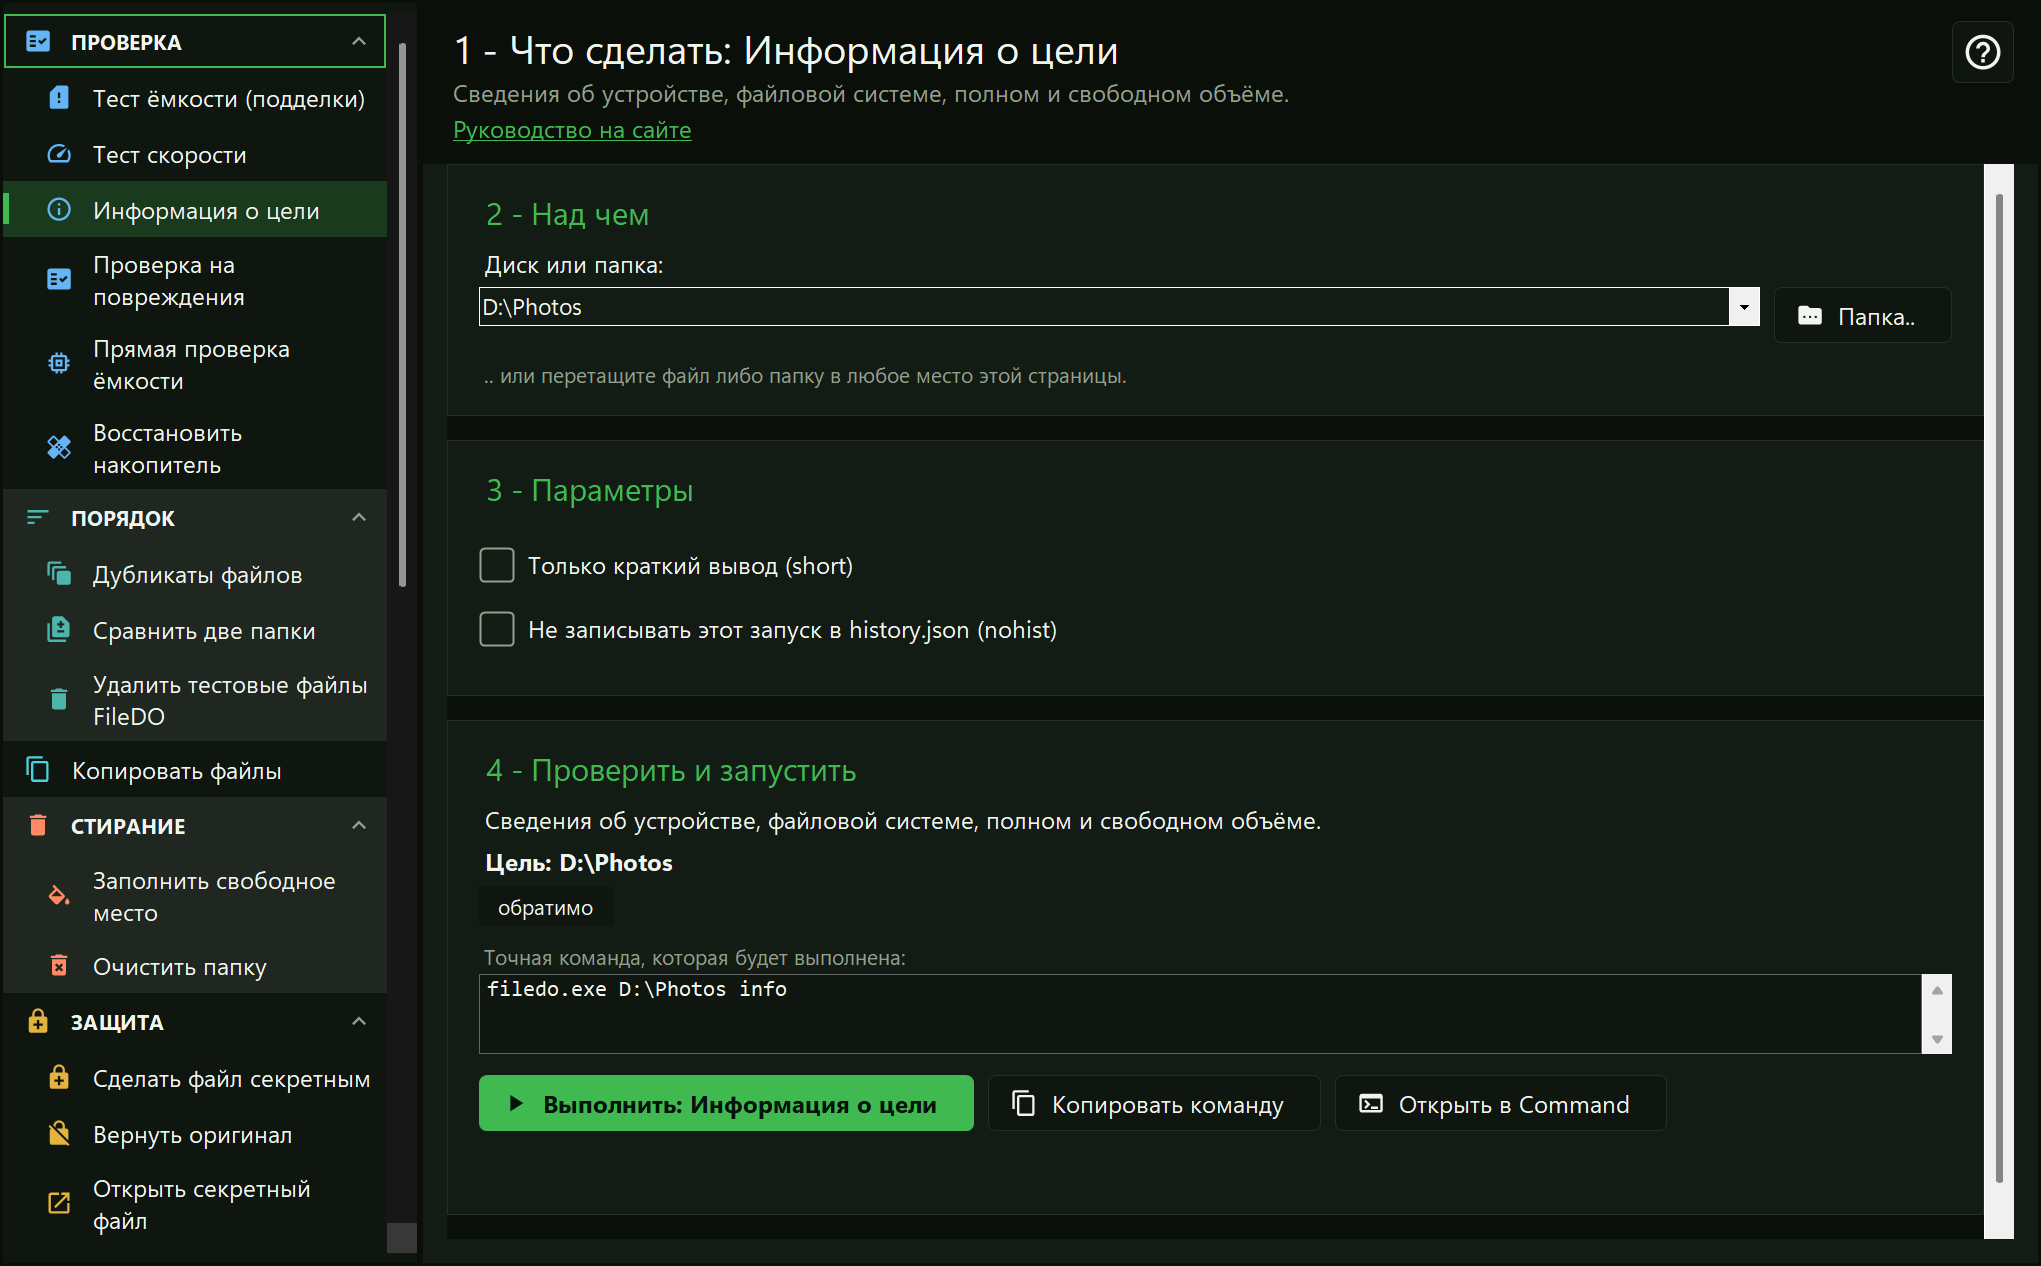 ПРОВЕРКА
Тест ёмкости (подделки)
Тест скорости
Информация о цели
Проверка на
повреждения
Прямая проверка
ёмкости
Восстановить
накопитель
ПОРЯДОК
Дубликаты файлов
Сравнить две папки
Удалить тестовые файлы
FileDO
Копировать файлы
СТИРАНИЕ
Заполнить свободное
место
Очистить папку
ЗАЩИТА
Сделать файл секретным
Вернуть оригинал
Открыть секретный
файл
1 - Что сделать: Информация о цели
Сведения об устройстве, файловой системе, полном и свободном объёме.
Руководство на сайте
2 - Над чем
Диск или папка:
D:\Photos
Папка..
.. или перетащите файл либо папку в любое место этой страницы.
3 - Параметры
Только краткий вывод (short)
Не записывать этот запуск в history.json (nohist)
4 - Проверить и запустить
Сведения об устройстве, файловой системе, полном и свободном объёме.
Цель: D:\Photos
обратимо
Точная команда, которая будет выполнена:
filedo.exe D:\Photos info
Выполнить: Информация о цели
Копировать команду
Открыть в Command